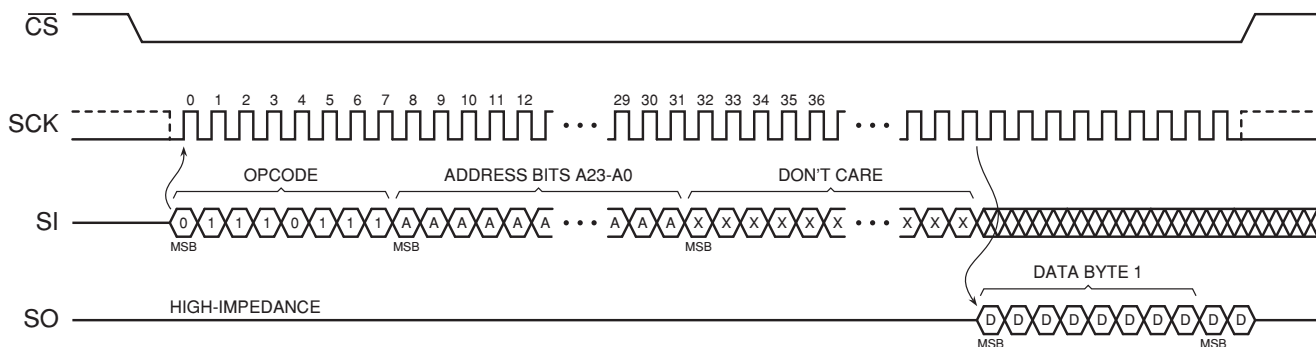 CS
SCK
0 1 2 3 4 5 6 7 8 9 10 11 12 29 30 31 32 33 34 35 36
OPCODE ADDRESS BITS A23-A0 DON'T CARE
SI
0 1 1 1 0 1 1 1 A A A A A A A A A X X X X X X X X X
MSB MSB MSB
DATA BYTE 1
SO
HIGH-IMPEDANCE
D D D D D D D D D D
MSB MSB